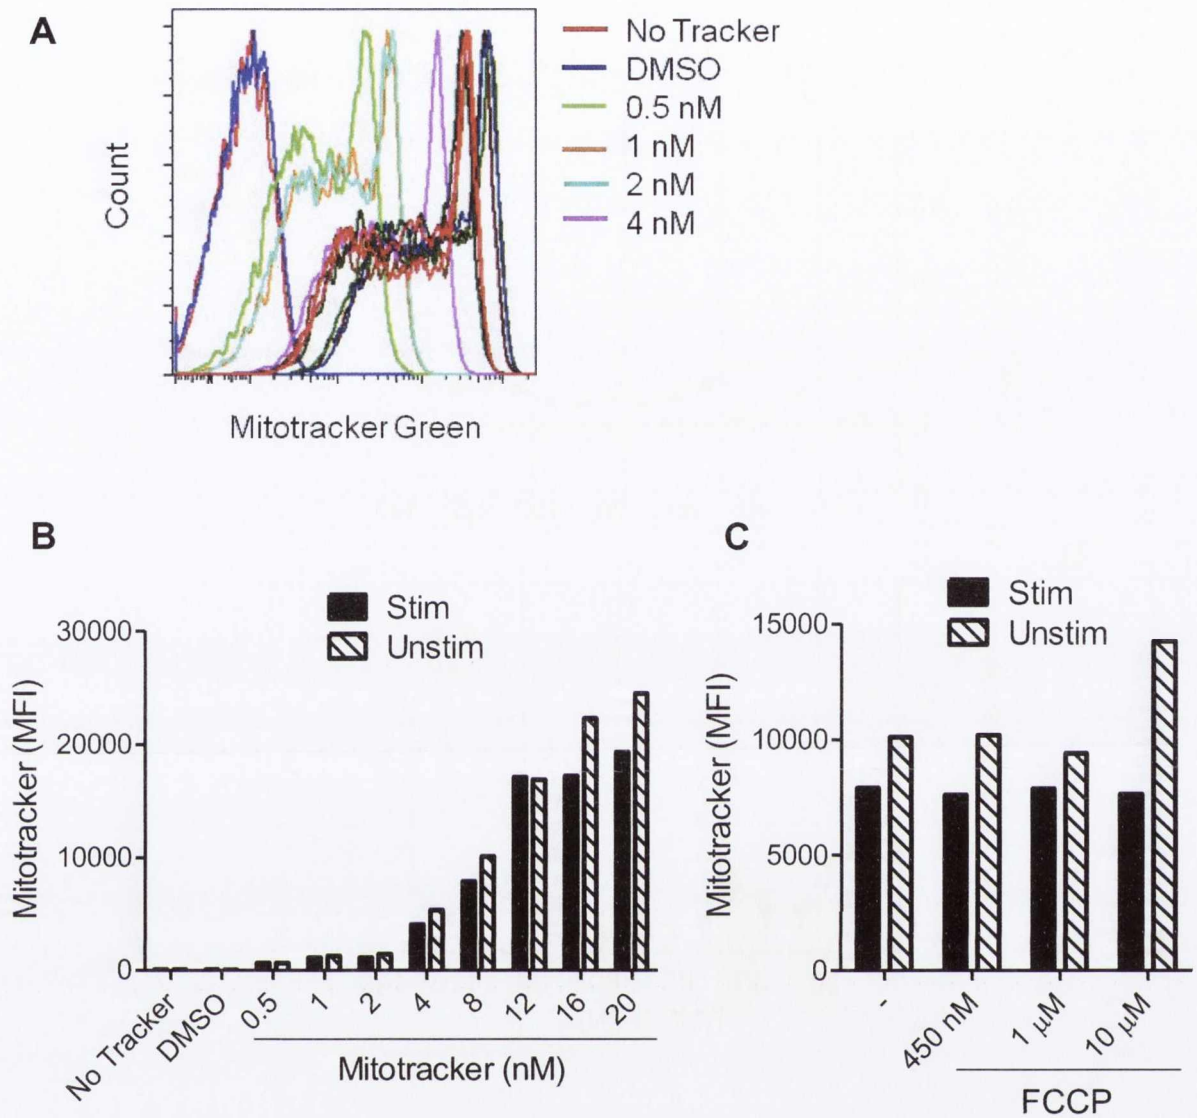 A
Count
Mitotracker Green
No Tracker
DMSO
0.5 nM
1 nM
2 nM
4 nM
B
Stim
Unstim
Mitotracker (MFI)
30000
20000
10000
0
No Tracker
DMSO
0.5
1
2
4
8
12
16
20
Mitotracker (nM)
C
Stim
Unstim
Mitotracker (MFI)
15000
10000
5000
0
-
450 nM
1 μM
10 μM
FCCP